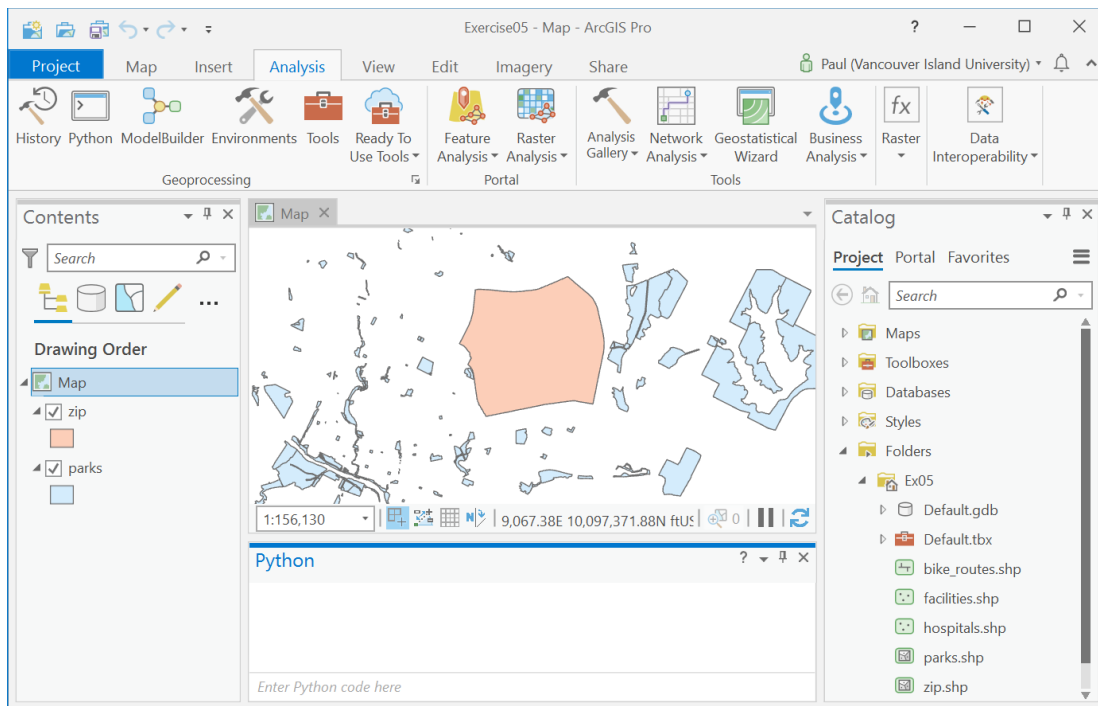 Exercise05 - Map - ArcGIS Pro
?
Project Map Insert Analysis View Edit Imagery Share
Paul (Vancouver Island University)
History Python ModelBuilder Environments Tools Ready To Use Tools
Feature Analysis Raster Analysis
Analysis Gallery Network Analysis Geostatistical Wizard Business Analysis
fx
Raster
Data Interoperability
Geoprocessing
Portal
Tools
Contents
Search
...
Drawing Order
Map
zip
parks
Map
1:156,130
N
9,067.38E 10,097,371.88N ftUS
0
Python
?
Enter Python code here
Catalog
Project Portal Favorites
Search
Maps
Toolboxes
Databases
Styles
Folders
Ex05
Default.gdb
Default.tbx
bike_routes.shp
facilities.shp
hospitals.shp
parks.shp
zip.shp